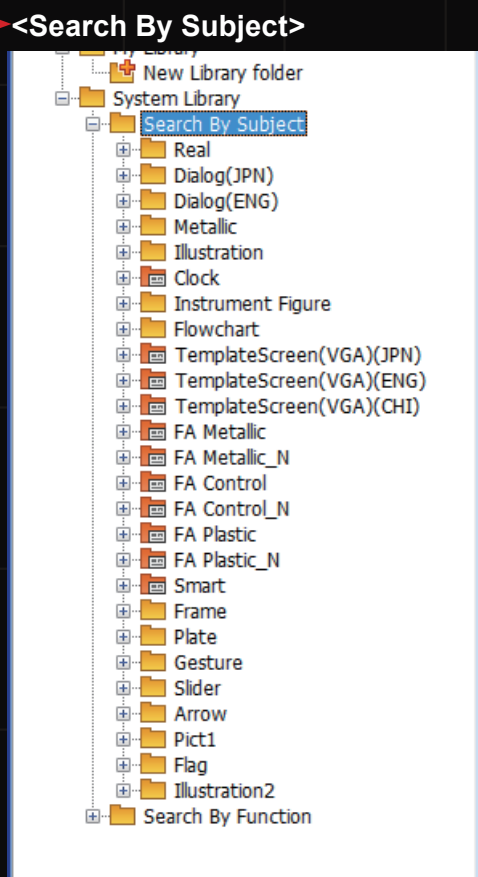 <Search By Subject>
My Library
New Library folder
System Library
Search By Subject
Real
Dialog(JPN)
Dialog(ENG)
Metallic
Illustration
Clock
Instrument Figure
Flowchart
TemplateScreen(VGA)(JPN)
TemplateScreen(VGA)(ENG)
TemplateScreen(VGA)(CHI)
FA Metallic
FA Metallic_N
FA Control
FA Control_N
FA Plastic
FA Plastic_N
Smart
Frame
Plate
Gesture
Slider
Arrow
Pict1
Flag
Illustration2
Search By Function